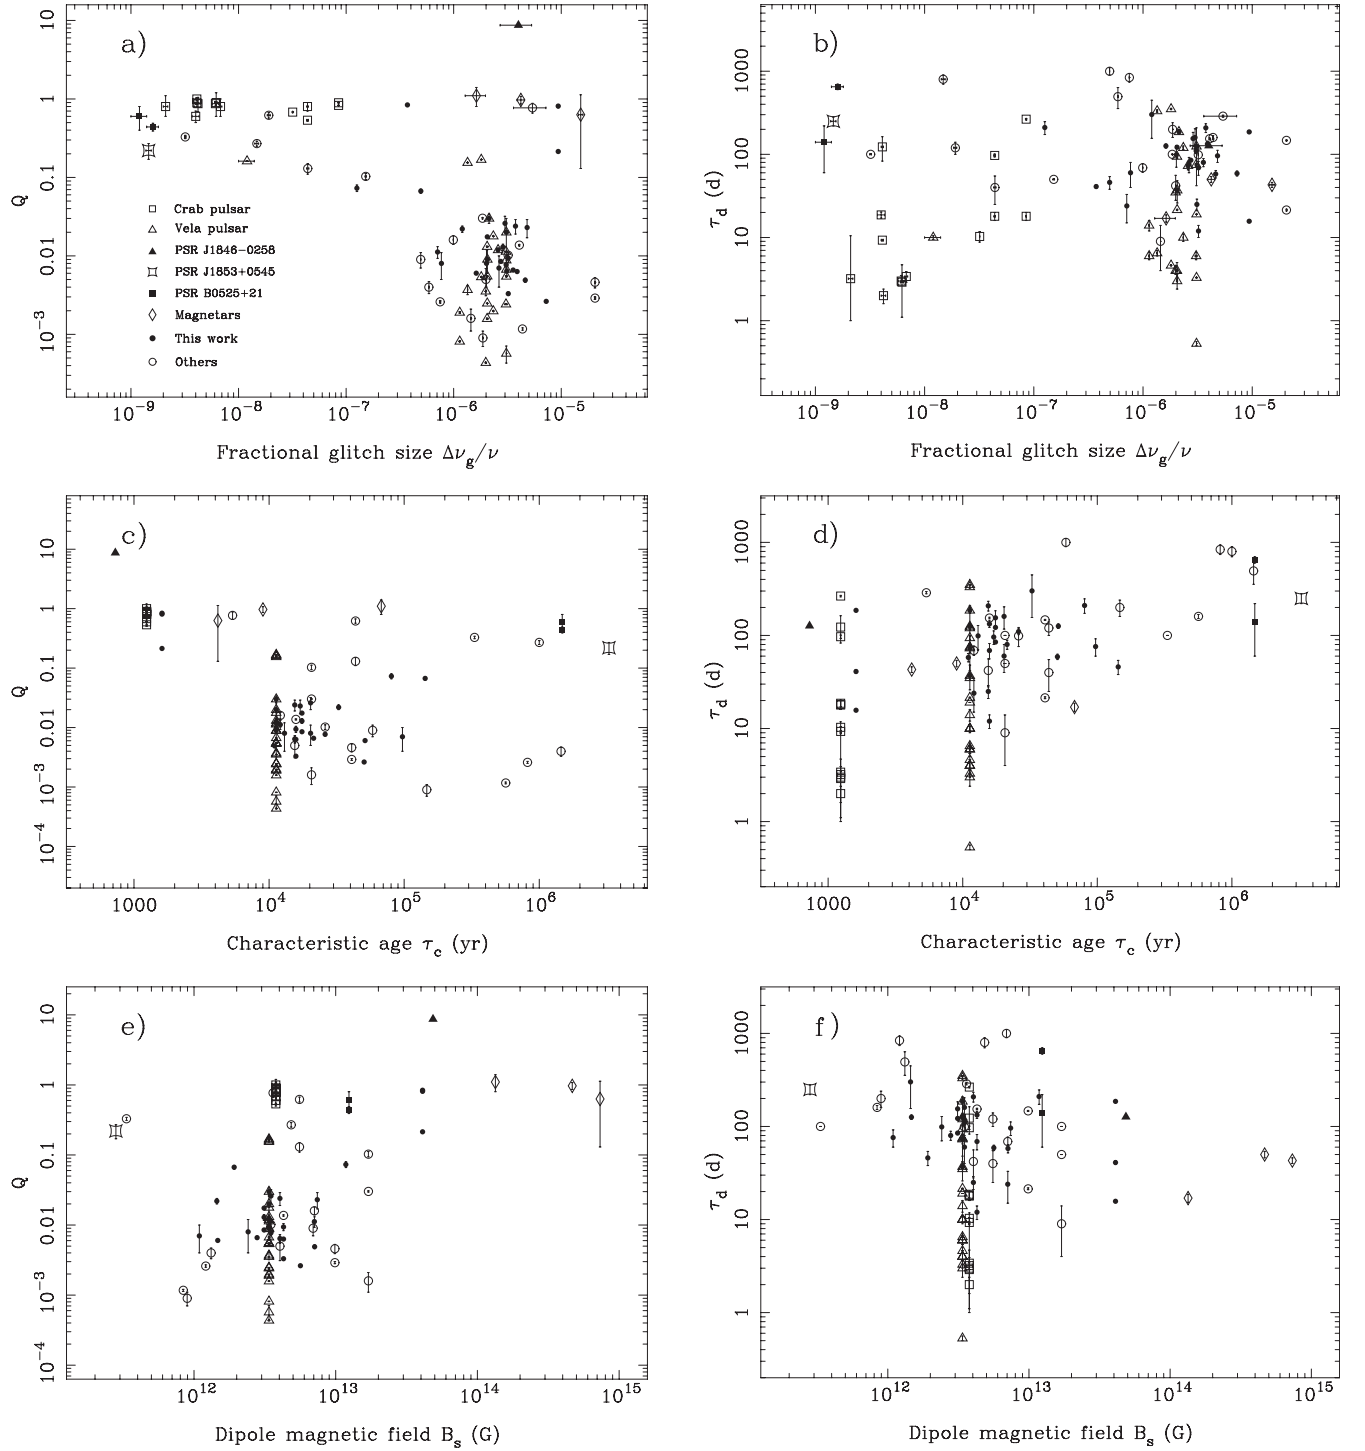 a)
10
1
0.1
0.01
10⁻³
Q
Crab pulsar
Vela pulsar
PSR J1846−0258
PSR J1853+0545
PSR B0525+21
Magnetars
This work
Others
10⁻⁹ 10⁻⁸ 10⁻⁷ 10⁻⁶ 10⁻⁵
Fractional glitch size Δν_g/ν
b)
1000
100
10
1
τ_d (d)
10⁻⁹ 10⁻⁸ 10⁻⁷ 10⁻⁶ 10⁻⁵
Fractional glitch size Δν_g/ν
c)
10
1
0.1
0.01
10⁻³
10⁻⁴
Q
1000 10⁴ 10⁵ 10⁶
Characteristic age τ_c (yr)
d)
1000
100
10
1
τ_d (d)
1000 10⁴ 10⁵ 10⁶
Characteristic age τ_c (yr)
e)
10
1
0.1
0.01
10⁻³
10⁻⁴
Q
10¹² 10¹³ 10¹⁴ 10¹⁵
Dipole magnetic field B_s (G)
f)
1000
100
10
1
τ_d (d)
10¹² 10¹³ 10¹⁴ 10¹⁵
Dipole magnetic field B_s (G)